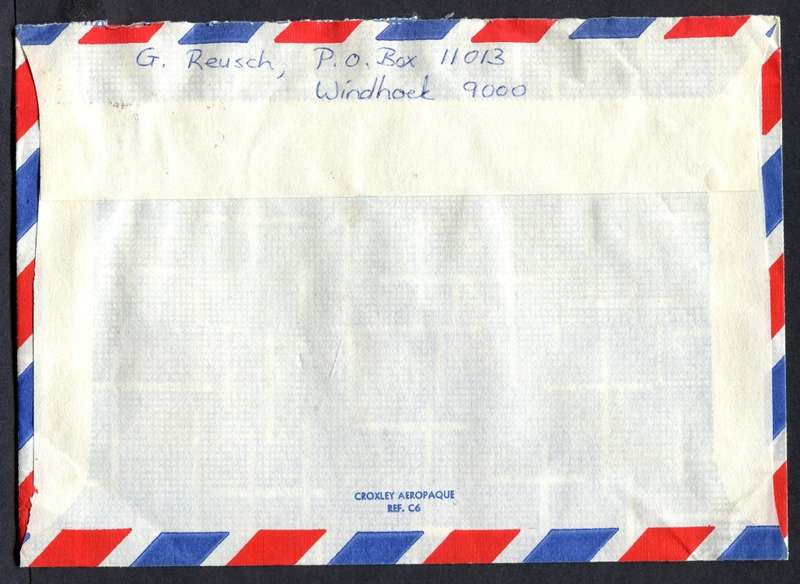 G. Reusch, P.O. Box 11013
Windhoek 9000
CROXLEY AEROPAQUE
REF. C6